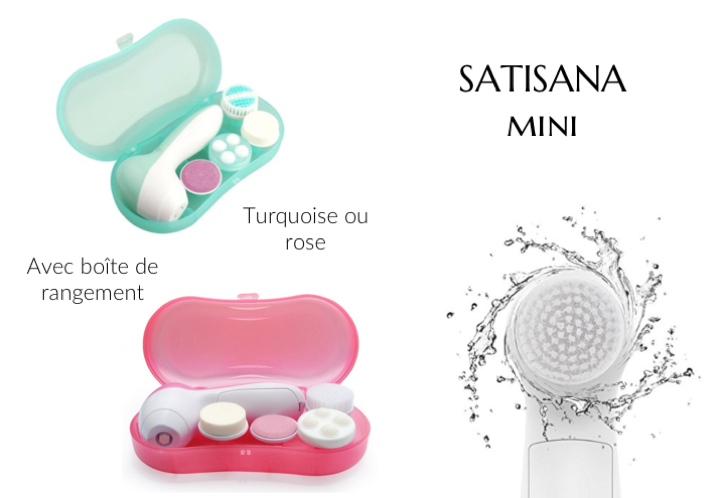 SATISANA
MINI
Turquoise ou
rose
Avec boîte de
rangement